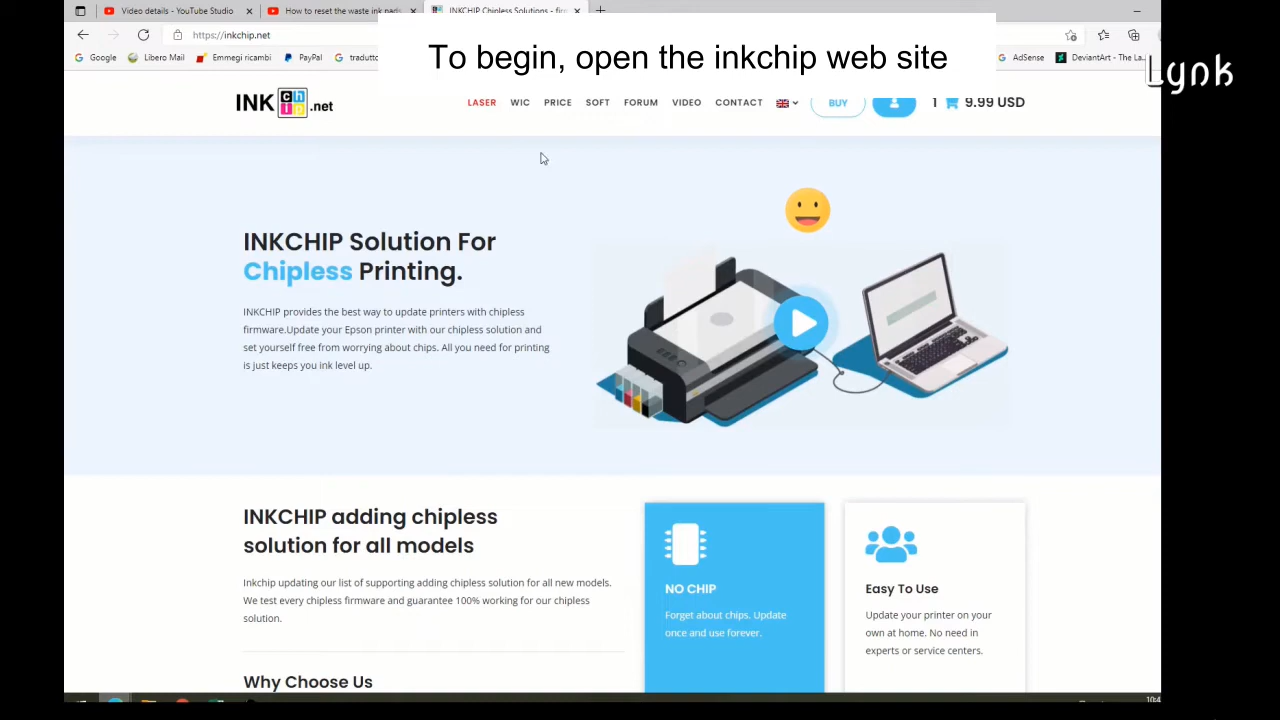 Video details - YouTube Studio
How to reset the waste ink pads
INKCHIP Chipless Solutions - fir
https://inkchip.net
Google
Libero Mail
Emmegi ricambi
PayPal
tradutto
AdSense
DeviantArt - The La...
To begin, open the inkchip web site
Lynk
INK chip .net
LASER
WIC
PRICE
SOFT
FORUM
VIDEO
CONTACT
BUY
1
9.99 USD
INKCHIP Solution For
Chipless Printing.
INKCHIP provides the best way to update printers with chipless
firmware.Update your Epson printer with our chipless solution and
set yourself free from worrying about chips. All you need for printing
is just keeps you ink level up.
INKCHIP adding chipless
solution for all models
Inkchip updating our list of supporting adding chipless solution for all new models.
We test every chipless firmware and guarantee 100% working for our chipless
solution.
Why Choose Us
NO CHIP
Forget about chips. Update
once and use forever.
Easy To Use
Update your printer on your
own at home. No need in
experts or service centers.